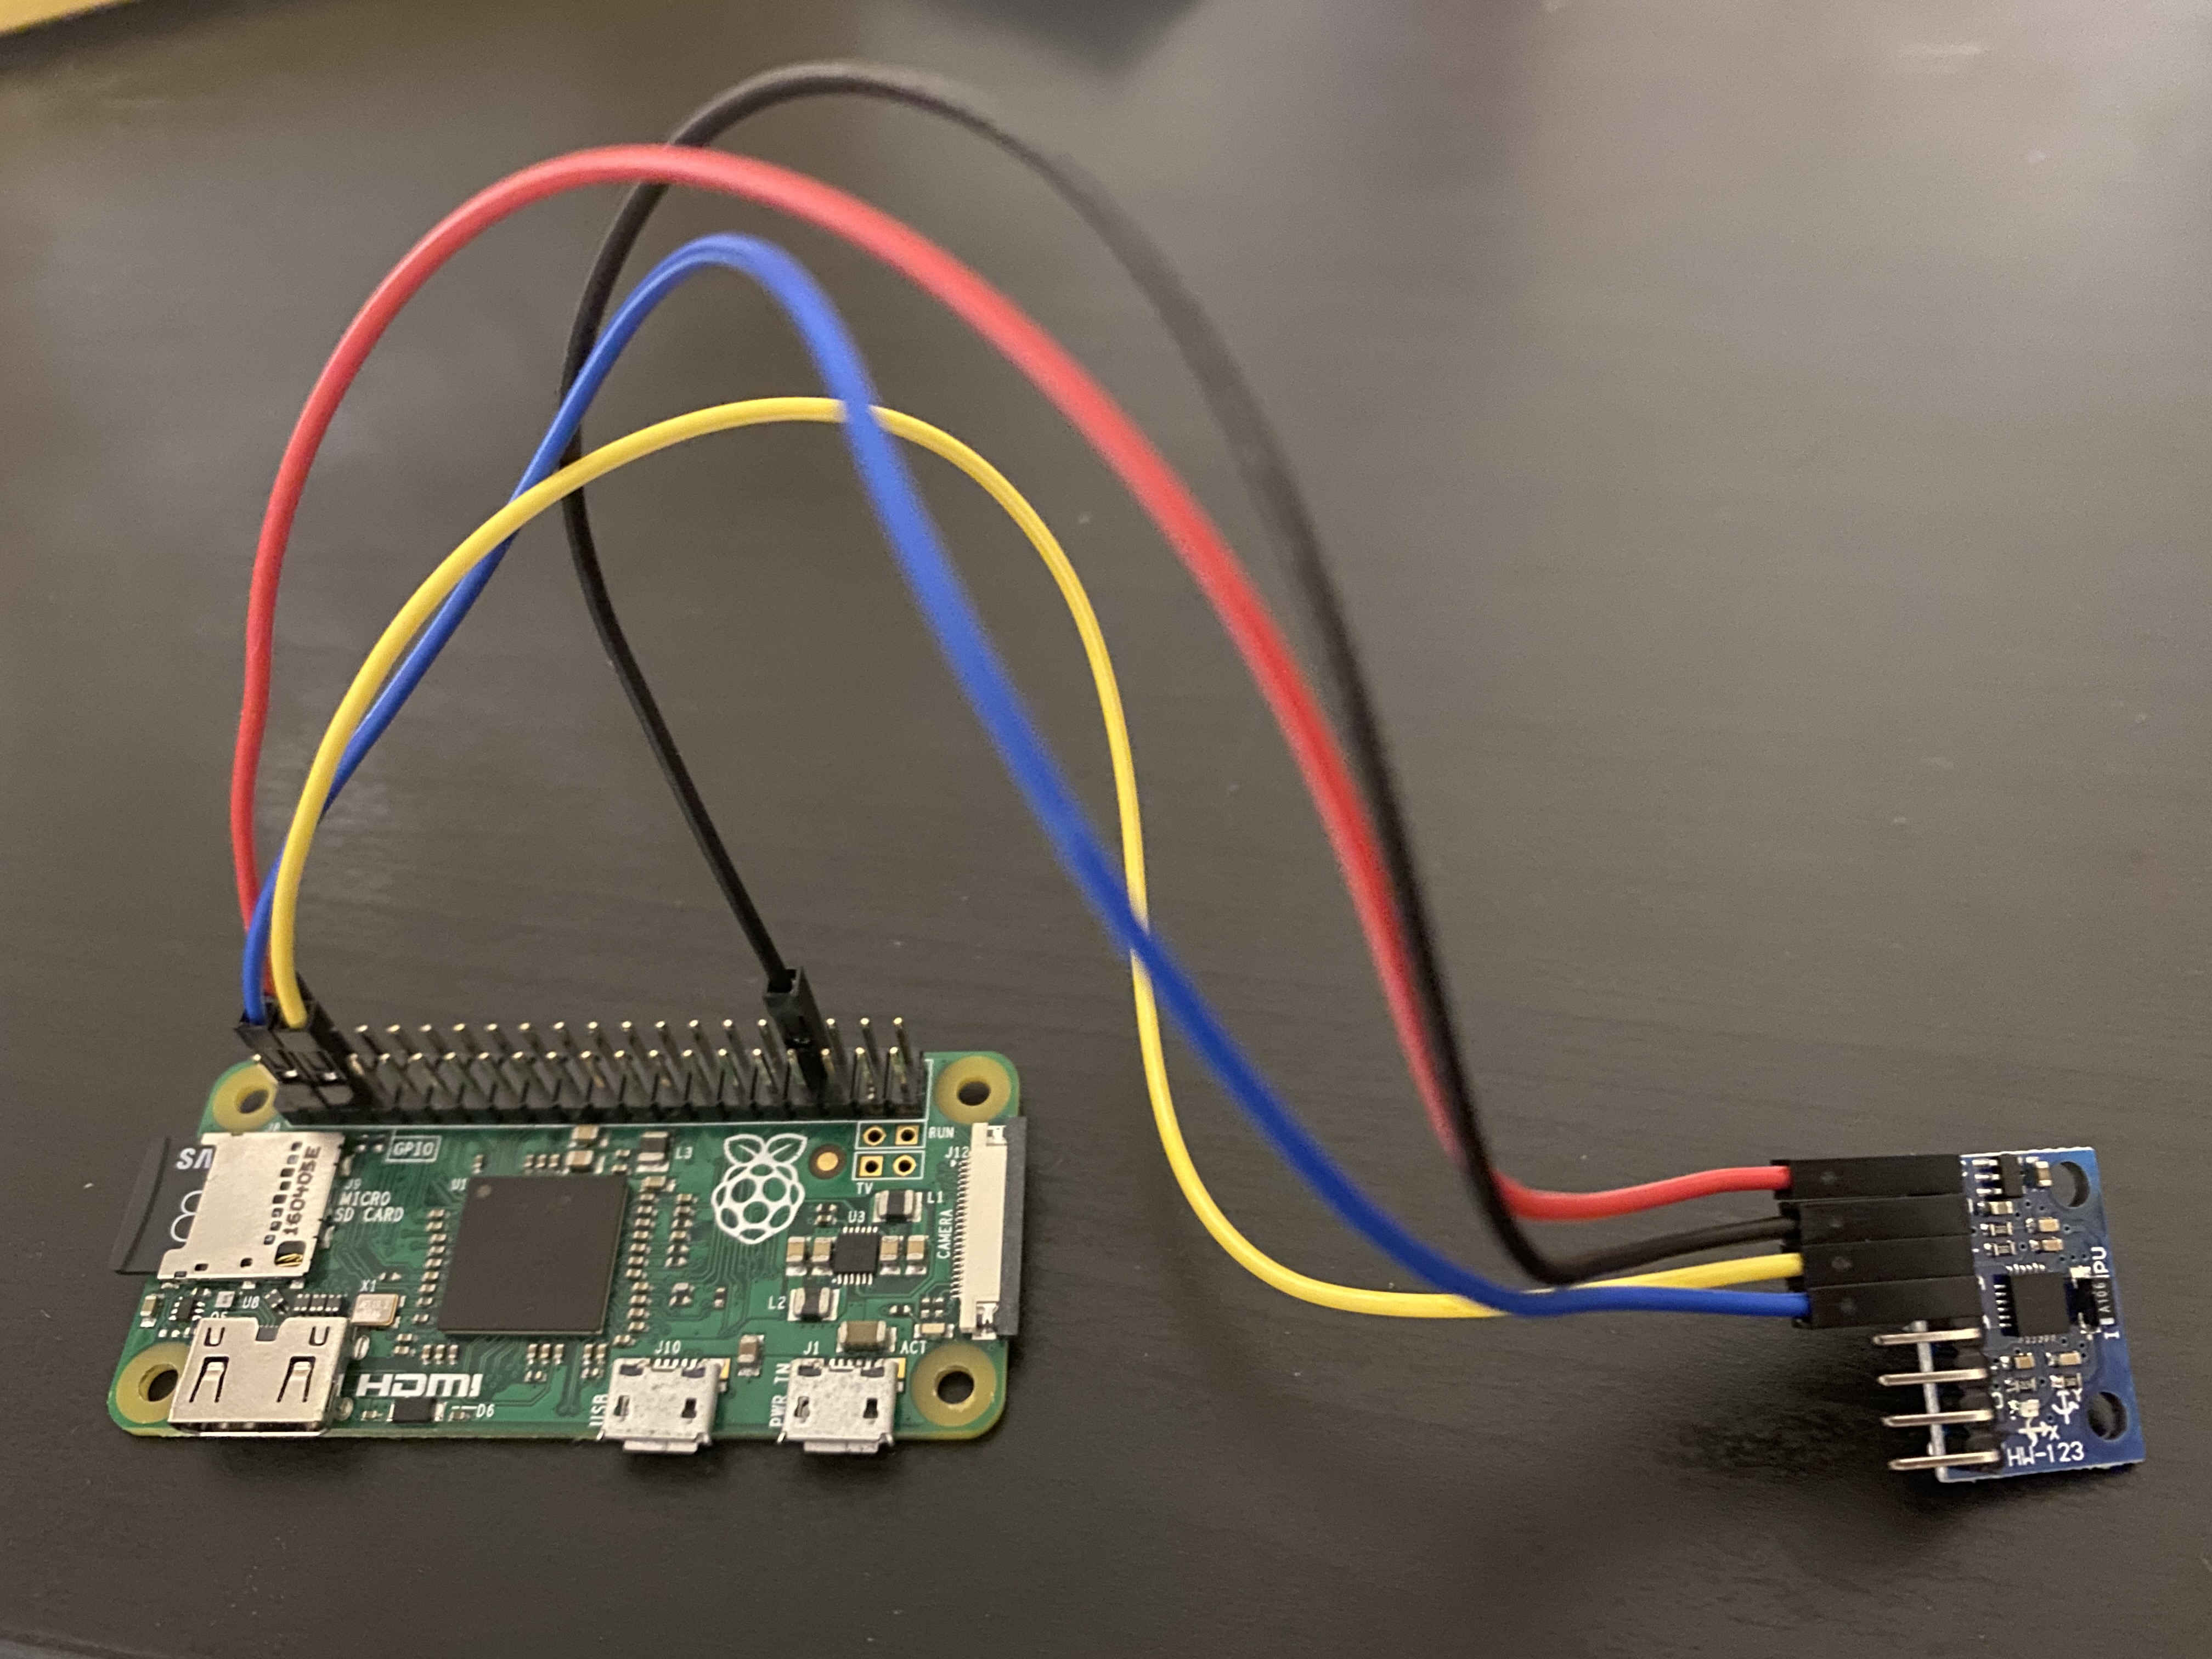 GPIO
RUN
J12
L3
TV
SA
J9
MICRO
SD CARD
160405E
U1
L1
U3
CAMERA
X1
U8
L2
J10
J1
ACT
HDMI
D6
USB
PWR IN
HW-123